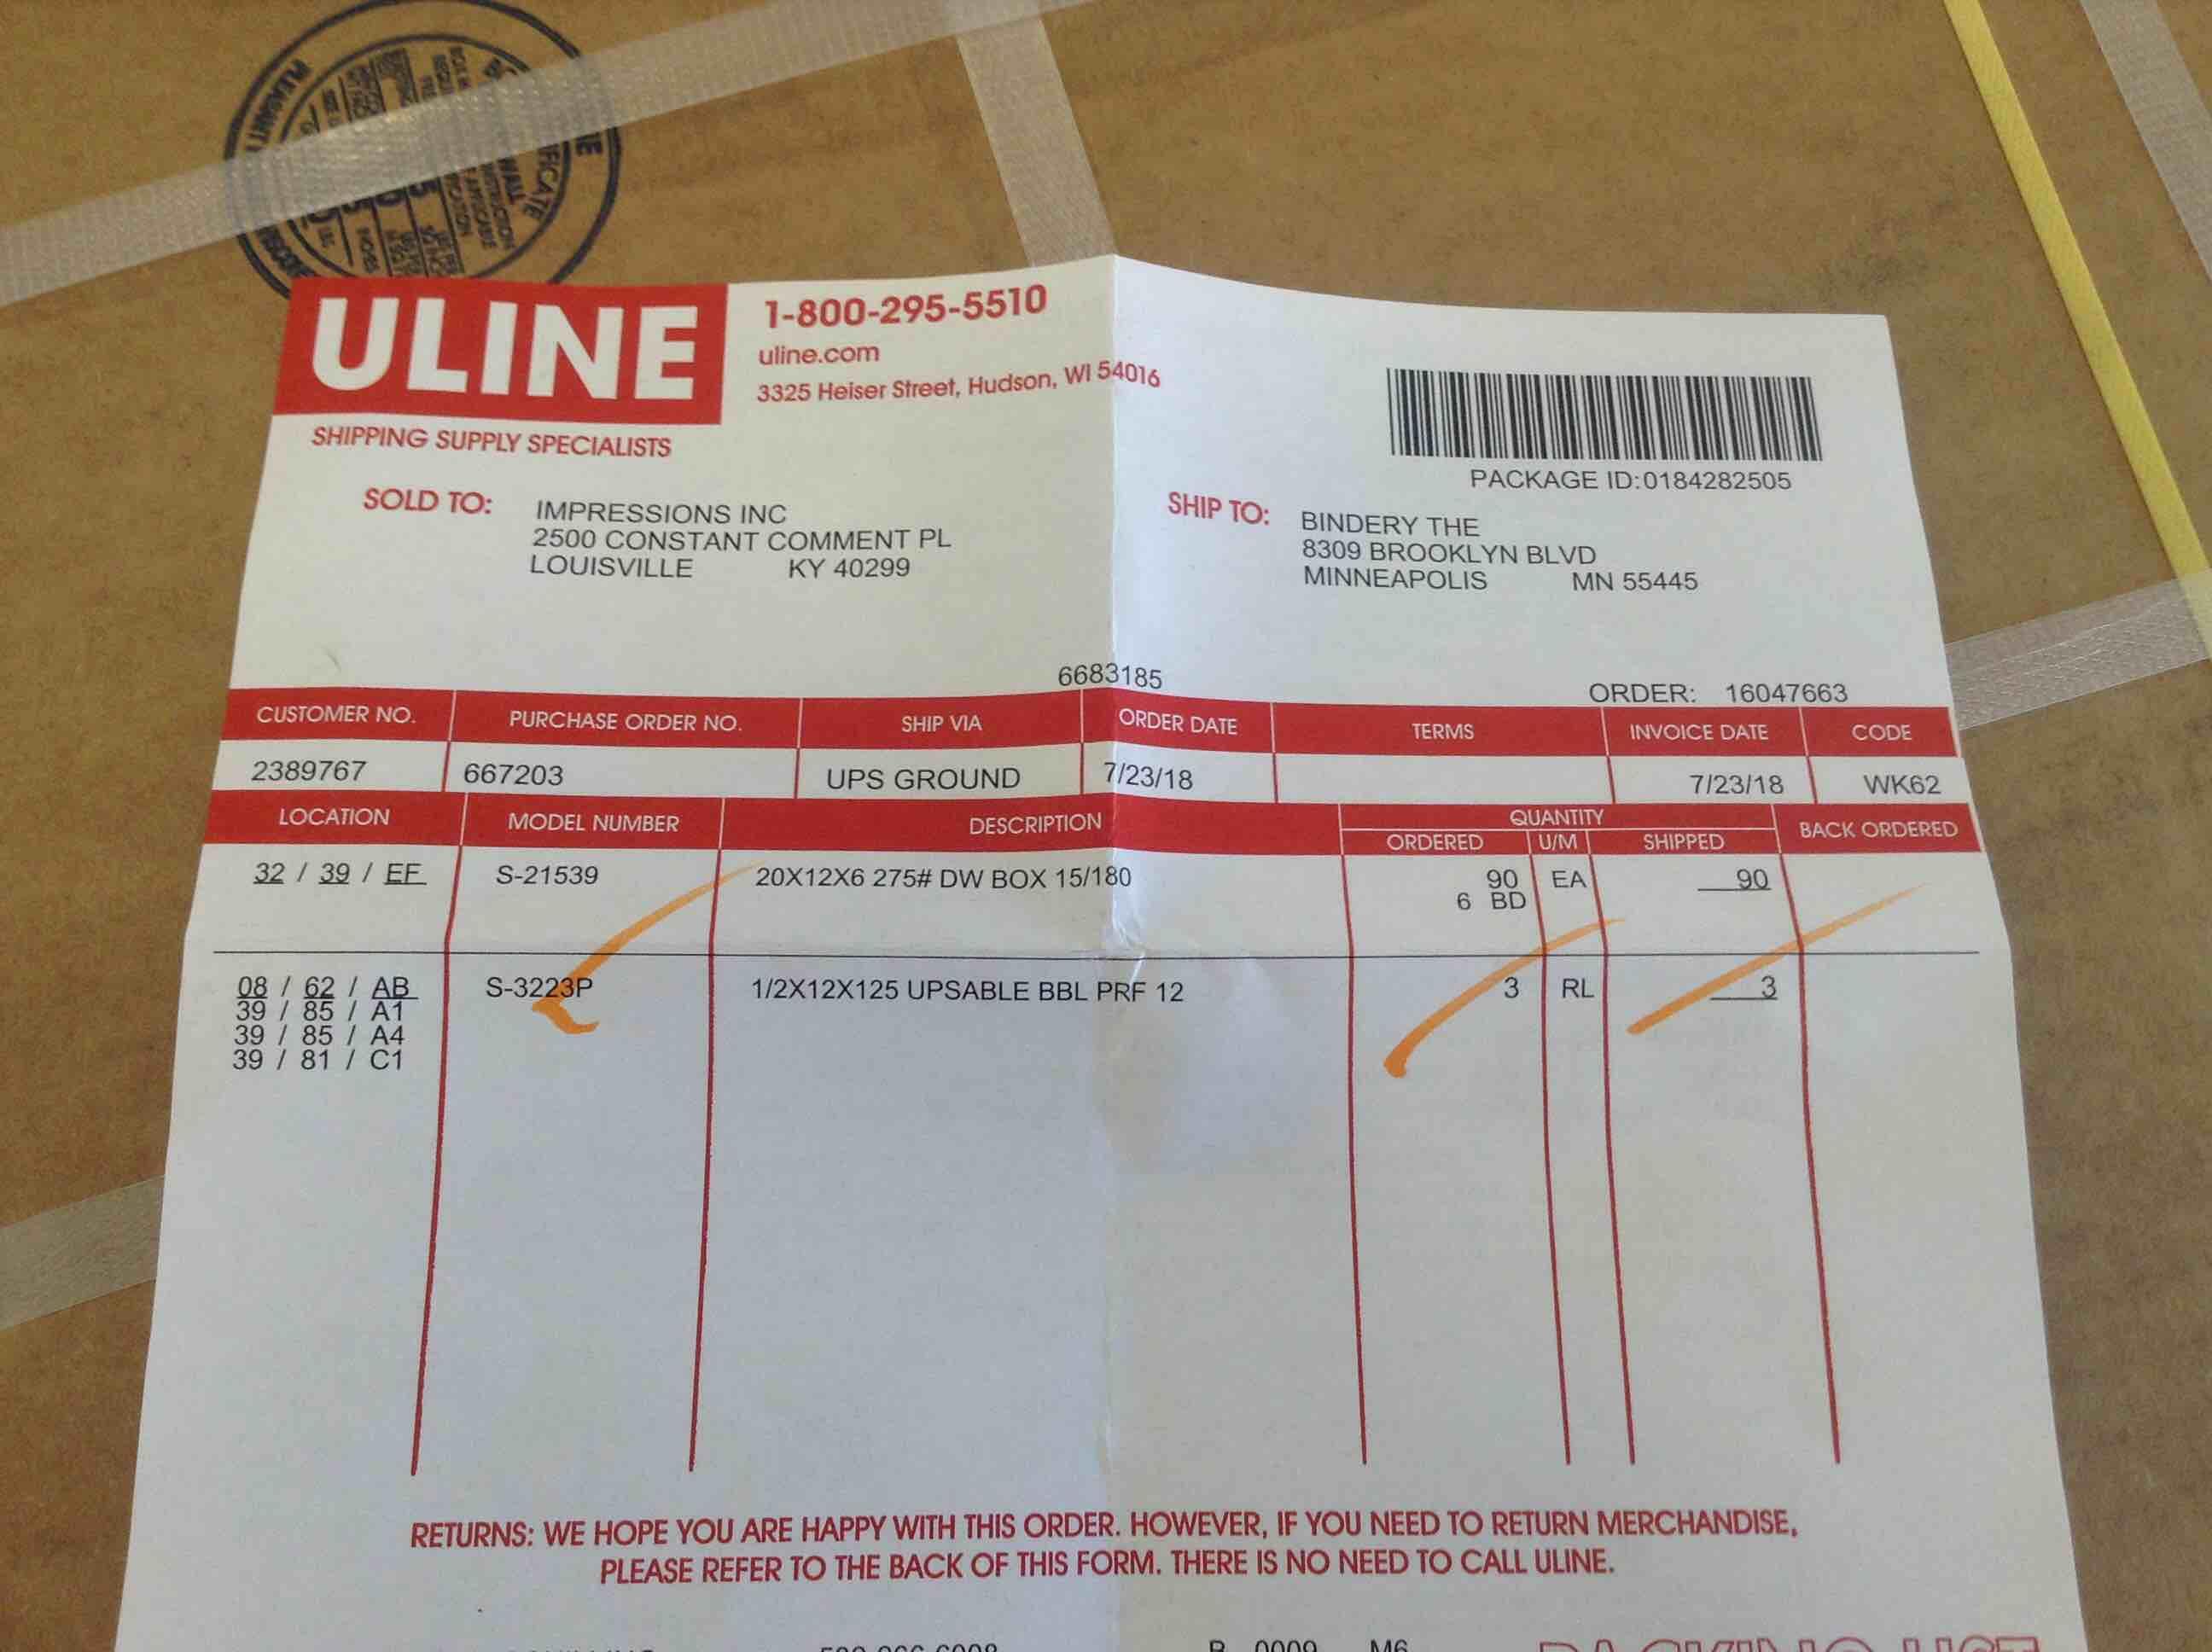 ULINE
1-800-295-5510
uline.com
3325 Heiser Street, Hudson, WI 54016
SHIPPING SUPPLY SPECIALISTS
PACKAGE ID:0184282505
SOLD TO: IMPRESSIONS INC
2500 CONSTANT COMMENT PL
LOUISVILLE KY 40299
SHIP TO: BINDERY THE
8309 BROOKLYN BLVD
MINNEAPOLIS MN 55445
6683185
ORDER: 16047663
CUSTOMER NO. PURCHASE ORDER NO. SHIP VIA ORDER DATE TERMS INVOICE DATE CODE
2389767 667203 UPS GROUND 7/23/18 7/23/18 WK62
LOCATION MODEL NUMBER DESCRIPTION QUANTITY BACK ORDERED
ORDERED U/M SHIPPED
32 / 39 / EF S-21539 20X12X6 275# DW BOX 15/180 90 EA 90
6 BD
08 / 62 / AB S-3223P 1/2X12X125 UPSABLE BBL PRF 12 3 RL 3
39 / 85 / A1
39 / 85 / A4
39 / 81 / C1
RETURNS: WE HOPE YOU ARE HAPPY WITH THIS ORDER. HOWEVER, IF YOU NEED TO RETURN MERCHANDISE,
PLEASE REFER TO THE BACK OF THIS FORM. THERE IS NO NEED TO CALL ULINE.
PACKING LIST